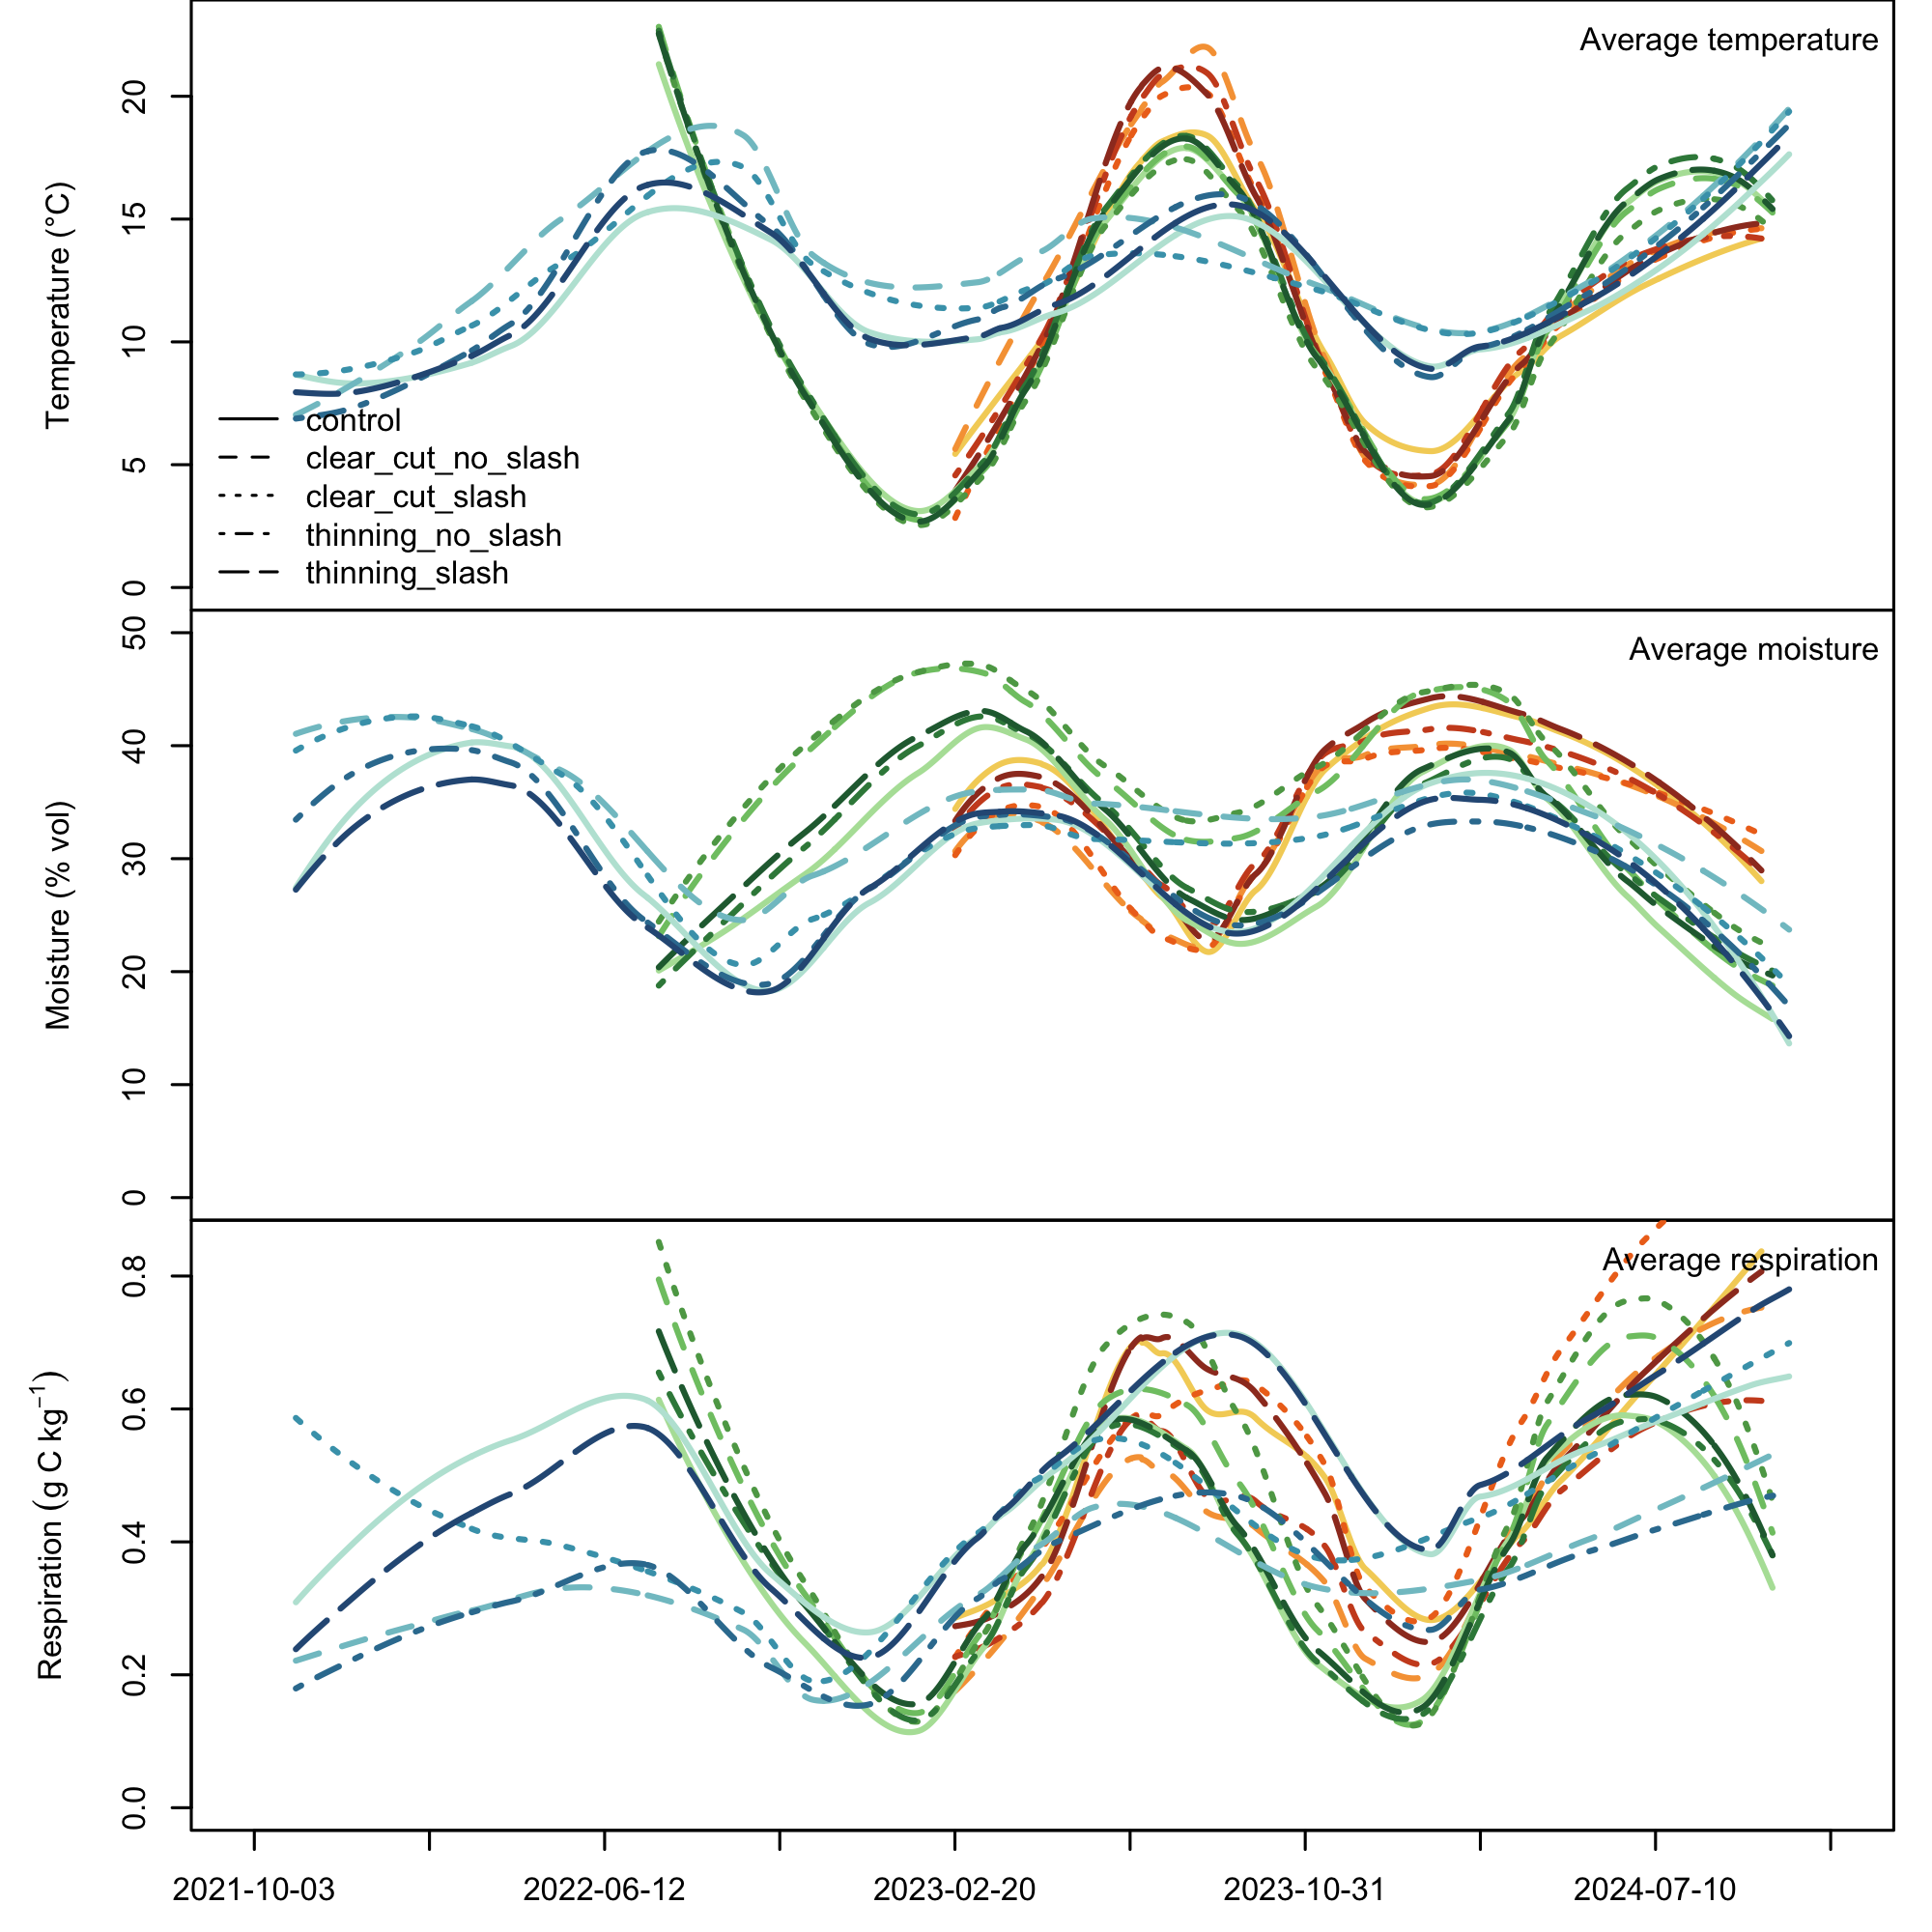 Average temperature
Temperature (°C)
20
15
10
5
0
control
clear_cut_no_slash
clear_cut_slash
thinning_no_slash
thinning_slash
Average moisture
Moisture (% vol)
50
40
30
20
10
0
Average respiration
Respiration (g C kg⁻¹)
0.8
0.6
0.4
0.2
0.0
2021-10-03
2022-06-12
2023-02-20
2023-10-31
2024-07-10